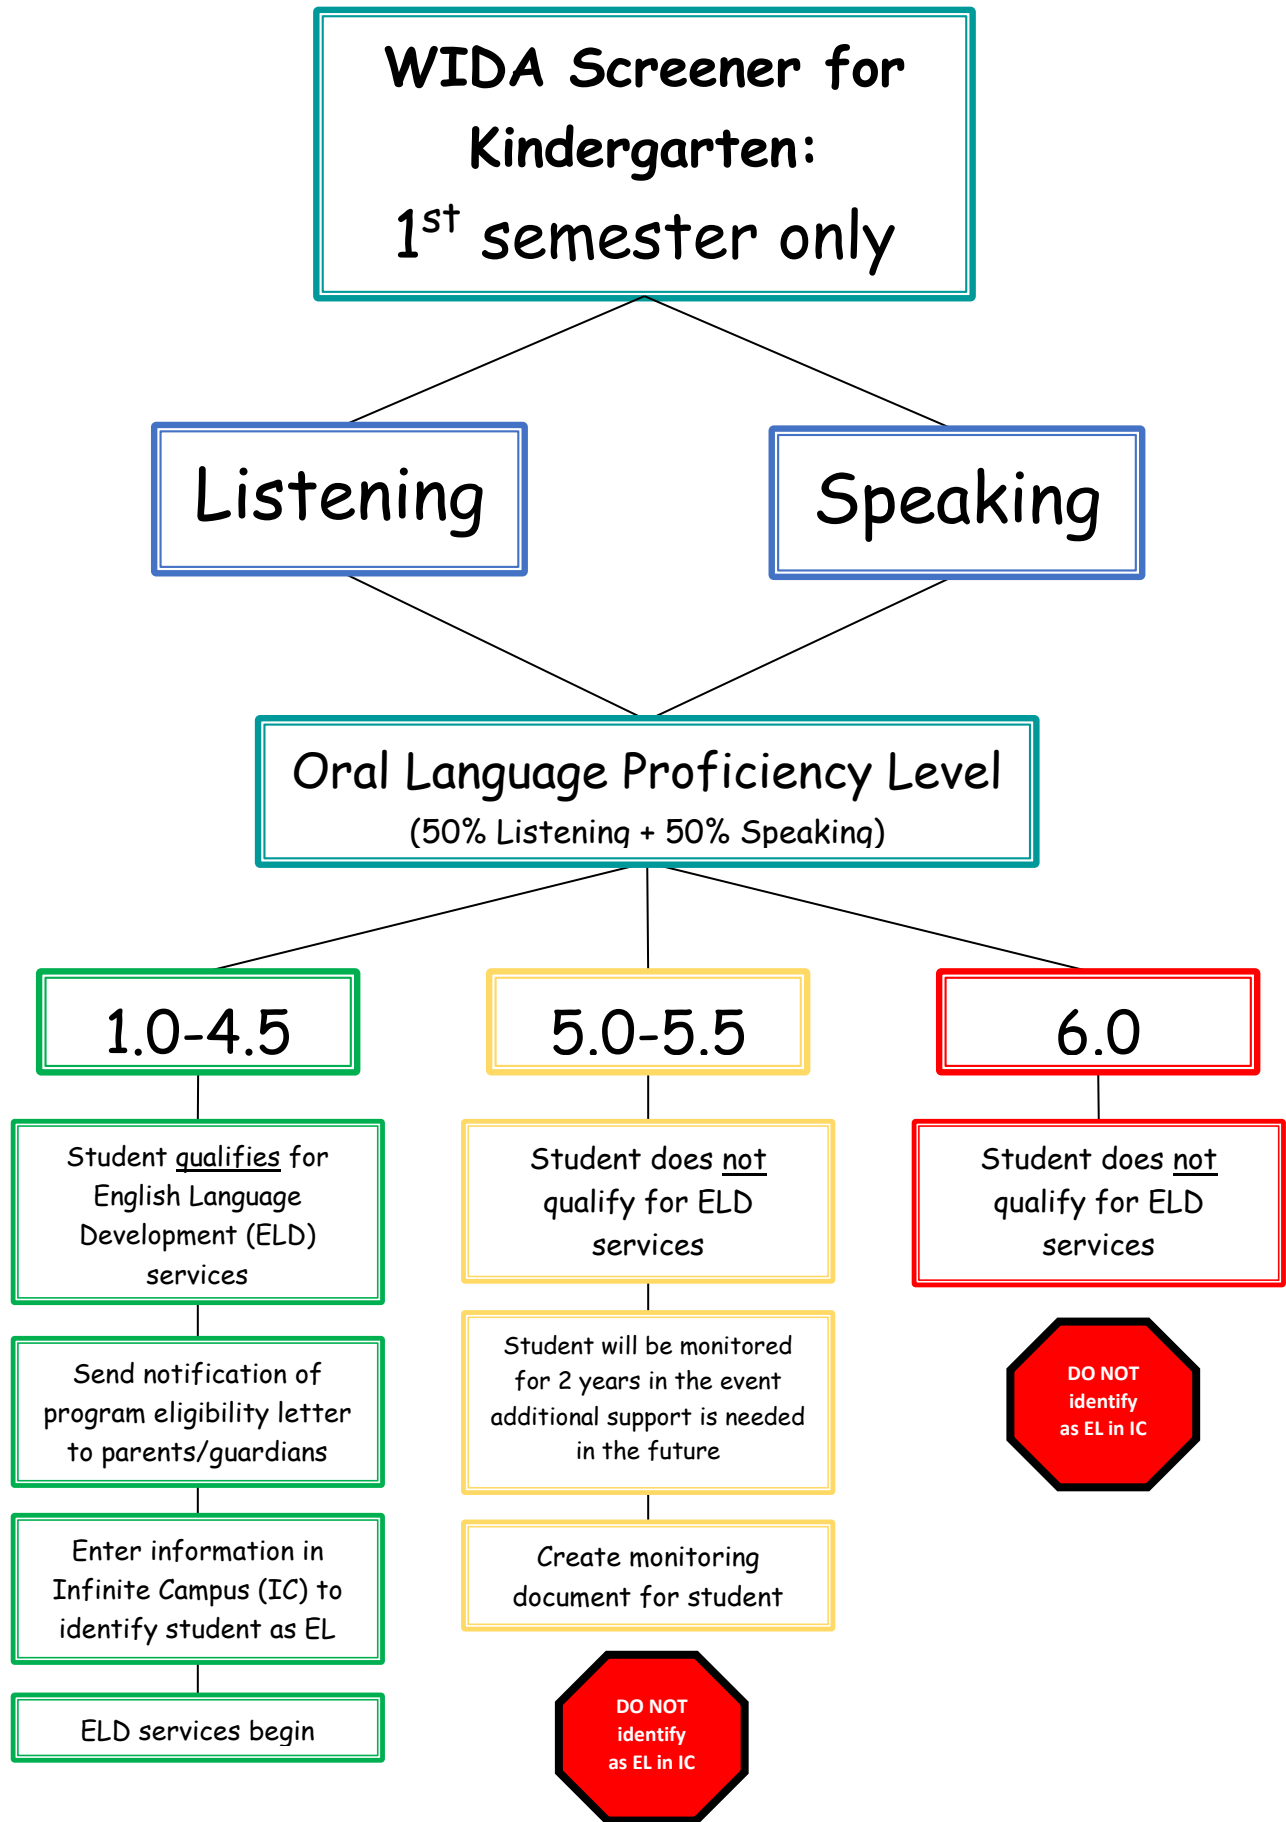 WIDA Screener for
Kindergarten:
1st semester only
Listening
Speaking
Oral Language Proficiency Level
(50% Listening + 50% Speaking)
1.0-4.5
Student qualifies for
English Language
Development (ELD)
services
Send notification of
program eligibility letter
to parents/guardians
Enter information in
Infinite Campus (IC) to
identify student as EL
ELD services begin
5.0-5.5
Student does not
qualify for ELD
services
Student will be monitored
for 2 years in the event
additional support is needed
in the future
Create monitoring
document for student
DO NOT
identify
as EL in IC
6.0
Student does not
qualify for ELD
services
DO NOT
identify
as EL in IC